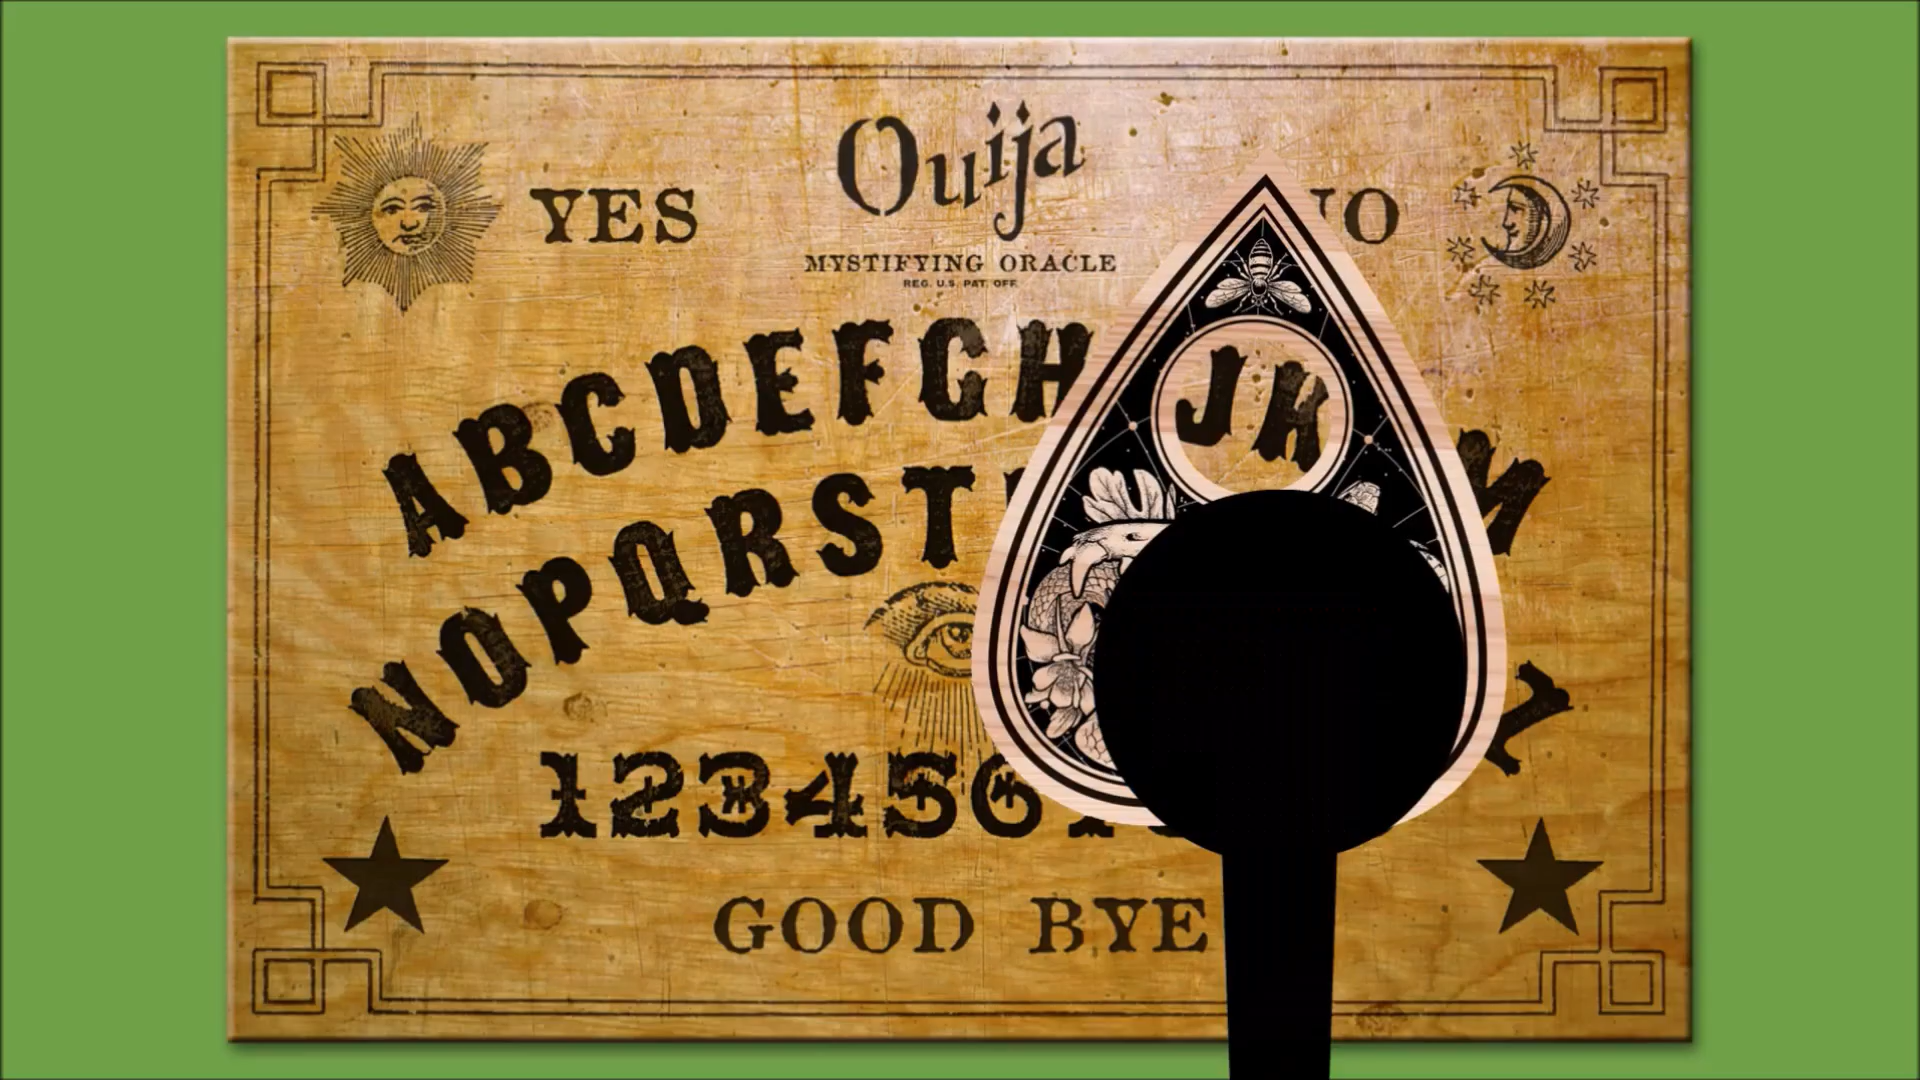 Ouija
YES
MYSTIFYING ORACLE
REG. U.S. PAT. OFF.
ABCDEFGH JK M
NOPQRST Z
123456
GOOD BYE